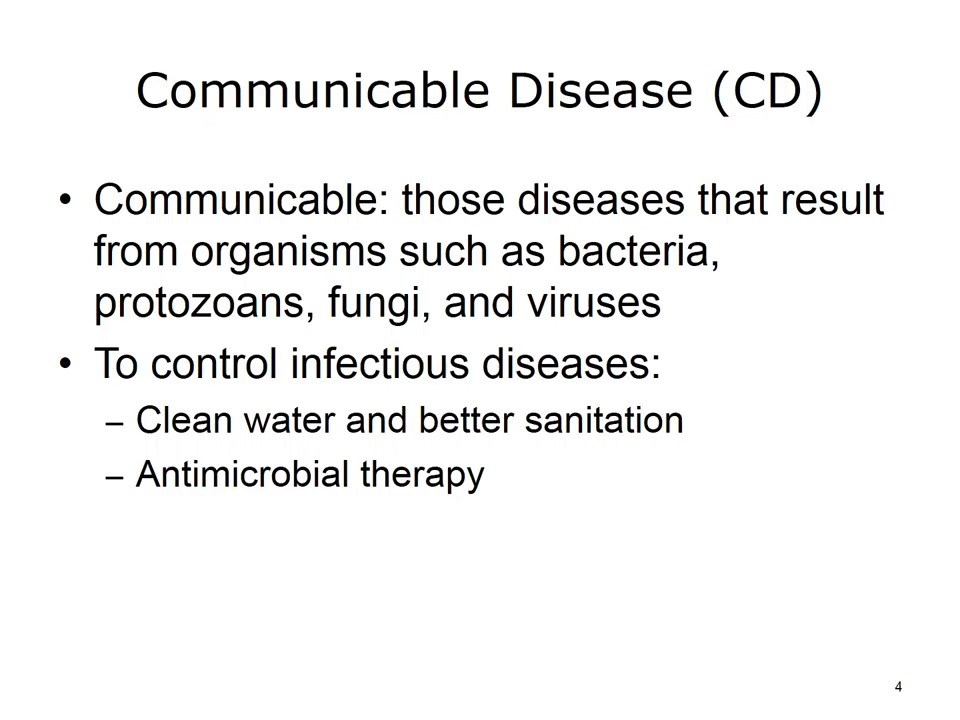 Communicable Disease (CD)
• Communicable: those diseases that result
from organisms such as bacteria,
protozoans, fungi, and viruses
• To control infectious diseases:
– Clean water and better sanitation
– Antimicrobial therapy
4